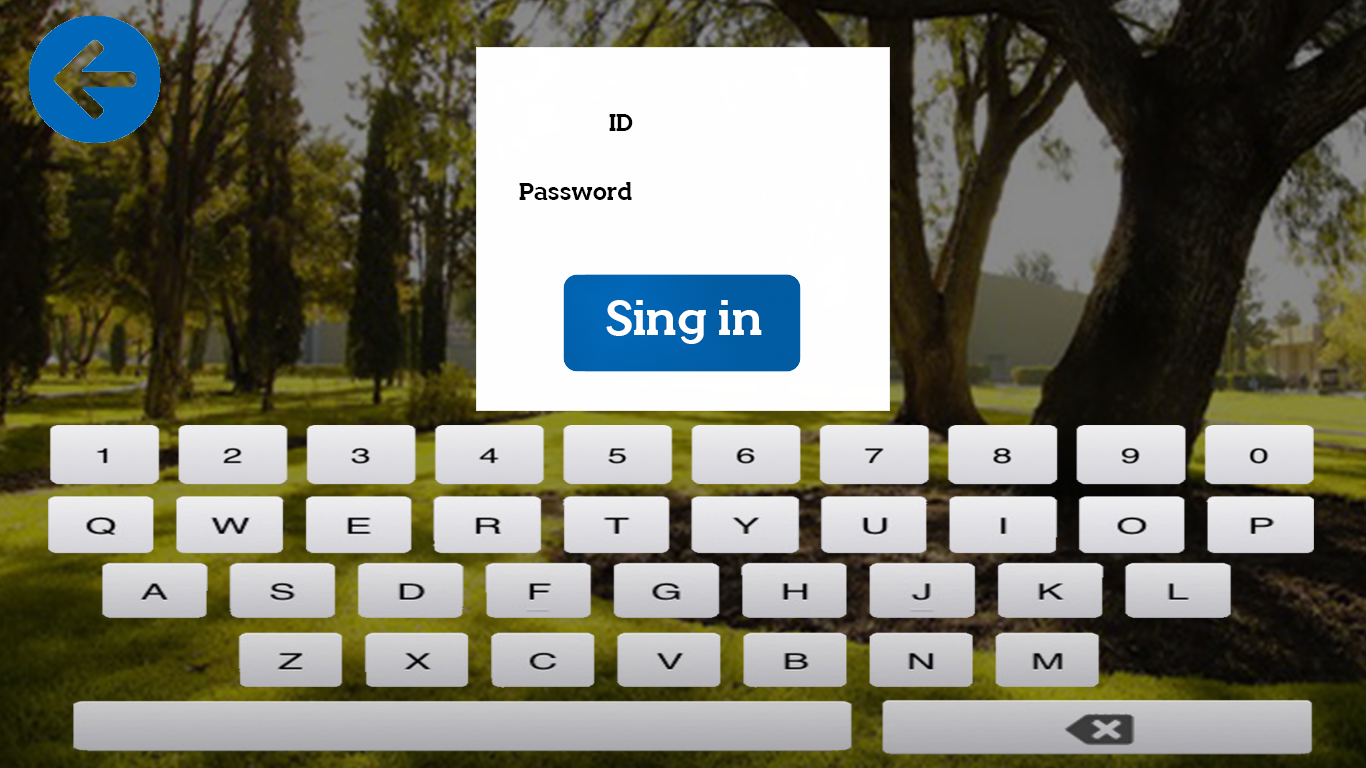 ID
Password
Sing in
1 2 3 4 5 6 7 8 9 0
Q W E R T Y U I O P
A S D F G H J K L
Z X C V B N M